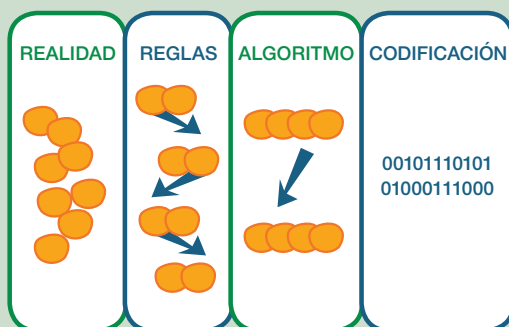 REALIDAD
REGLAS
ALGORITMO
CODIFICACIÓN
00101110101
01000111000